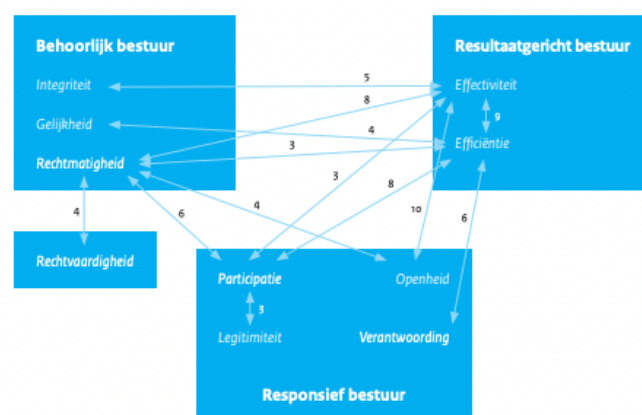 Behoorlijk bestuur
Resultaatgericht bestuur
Integriteit
5
Effectiviteit
8
Gelijkheid
4
9
3
Efficiëntie
Rechtmatigheid
3
8
4
6
4
10
6
Rechtvaardigheid
Participatie
Openheid
3
Legitimiteit
Verantwoording
Responsief bestuur